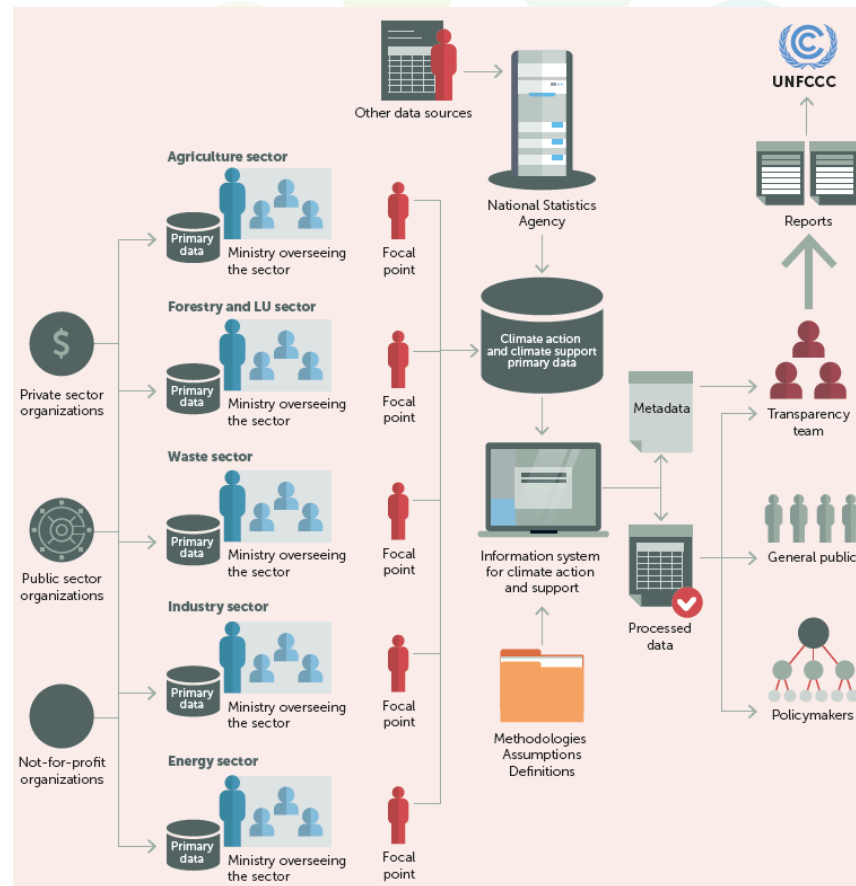 Other data sources
UNFCCC
National Statistics
Agency
Reports
Agriculture sector
Primary
data
Ministry overseeing
the sector
Focal
point
Forestry and LU sector
Primary
data
Ministry overseeing
the sector
Focal
point
$
Private sector
organizations
Climate action
and climate support
primary data
Metadata
Transparency
team
Waste sector
Primary
data
Ministry overseeing
the sector
Focal
point
Public sector
organizations
Information system
for climate action
and support
General public
Processed
data
Industry sector
Primary
data
Ministry overseeing
the sector
Focal
point
Methodologies
Assumptions
Definitions
Policymakers
Not-for-profit
organizations
Energy sector
Primary
data
Ministry overseeing
the sector
Focal
point